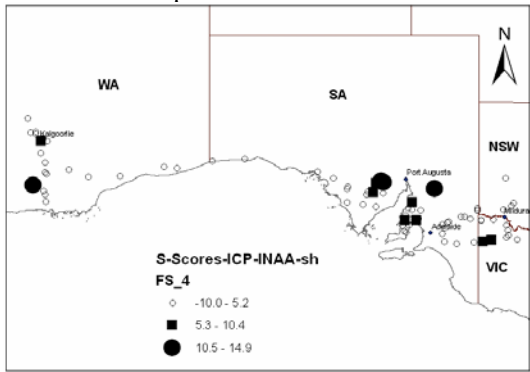 N
WA
SA
NSW
VIC
Kalgoorlie
Port Augusta
Mildura
Adelaide
S-Scores-ICP-INAA-sh
FS_4
-10.0 - 5.2
5.3 - 10.4
10.5 - 14.9